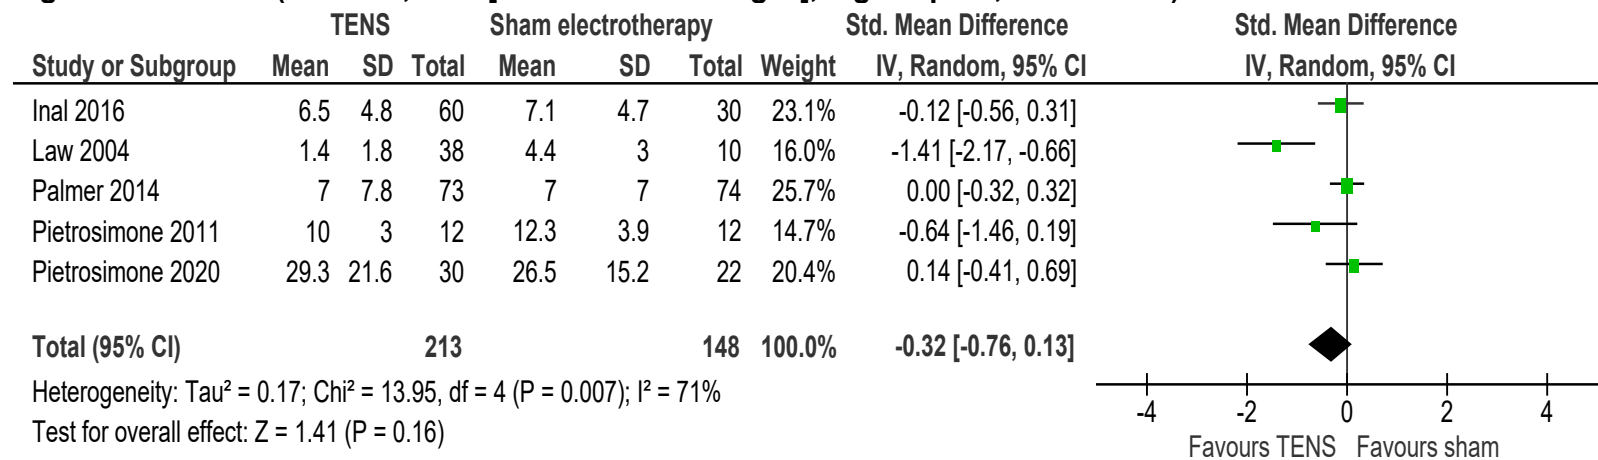 TENS Sham electrotherapy Std. Mean Difference Std. Mean Difference
Study or Subgroup Mean SD Total Mean SD Total Weight IV, Random, 95% CI IV, Random, 95% CI
Inal 2016 6.5 4.8 60 7.1 4.7 30 23.1% -0.12 [-0.56, 0.31]
Law 2004 1.4 1.8 38 4.4 3 10 16.0% -1.41 [-2.17, -0.66]
Palmer 2014 7 7.8 73 7 7 74 25.7% 0.00 [-0.32, 0.32]
Pietrosimone 2011 10 3 12 12.3 3.9 12 14.7% -0.64 [-1.46, 0.19]
Pietrosimone 2020 29.3 21.6 30 26.5 15.2 22 20.4% 0.14 [-0.41, 0.69]
Total (95% CI) 213 148 100.0% -0.32 [-0.76, 0.13]
Heterogeneity: Tau² = 0.17; Chi² = 13.95, df = 4 (P = 0.007); I² = 71%
Test for overall effect: Z = 1.41 (P = 0.16)
-4 -2 0 2 4
Favours TENS Favours sham